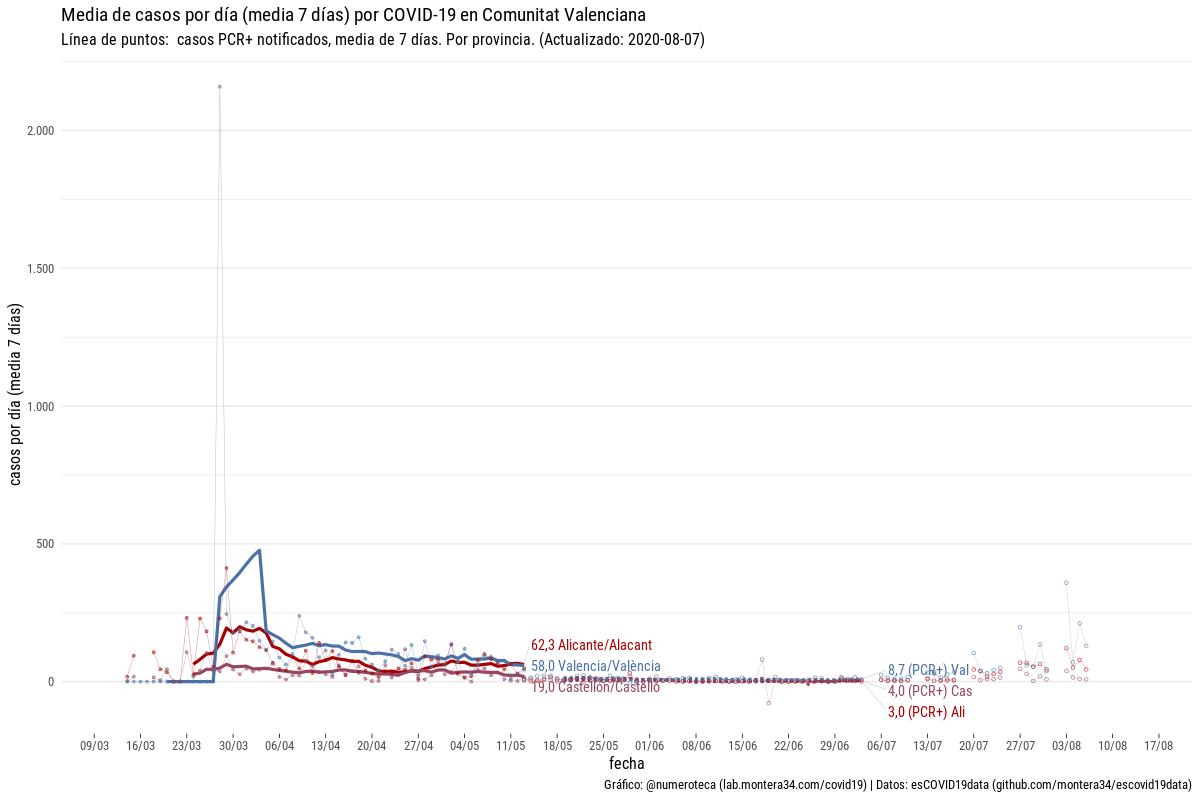 Media de casos por día (media 7 días) por COVID-19 en Comunitat Valenciana
Línea de puntos:  casos PCR+ notificados, media de 7 días. Por provincia. (Actualizado: 2020-08-07)
casos por día (media 7 días)
2.000
1.500
1.000
500
0
62,3 Alicante/Alacant
58,0 Valencia/València
19,0 Castellón/Castelló
8,7 (PCR+) Val
4,0 (PCR+) Cas
3,0 (PCR+) Ali
09/03 16/03 23/03 30/03 06/04 13/04 20/04 27/04 04/05 11/05 18/05 25/05 01/06 08/06 15/06 22/06 29/06 06/07 13/07 20/07 27/07 03/08 10/08 17/08
fecha
Gráfico: @numeroteca (lab.montera34.com/covid19) | Datos: esCOVID19data (github.com/montera34/escovid19data)